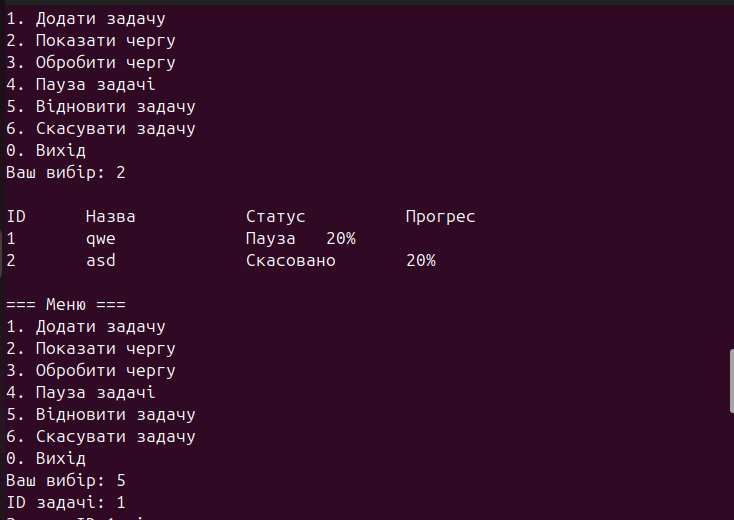 1. Додати задачу
2. Показати чергу
3. Обробити чергу
4. Пауза задачі
5. Відновити задачу
6. Скасувати задачу
0. Вихід
Ваш вибір: 2
ID Назва Статус Прогрес
1 qwe Пауза 20%
2 asd Скасовано 20%
=== Меню ===
1. Додати задачу
2. Показати чергу
3. Обробити чергу
4. Пауза задачі
5. Відновити задачу
6. Скасувати задачу
0. Вихід
Ваш вибір: 5
ID задачі: 1